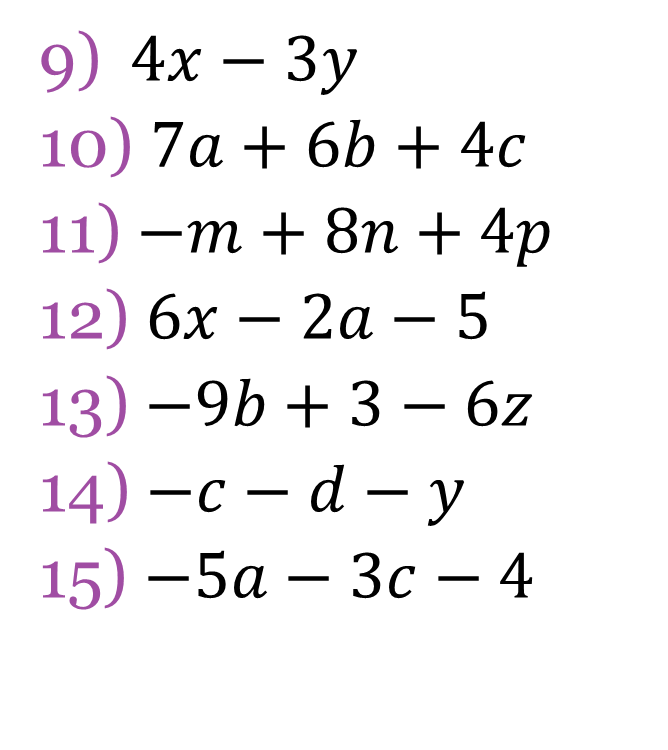 9) 4x − 3y
10) 7a + 6b + 4c
11) −m + 8n + 4p
12) 6x − 2a − 5
13) −9b + 3 − 6z
14) −c − d − y
15) −5a − 3c − 4